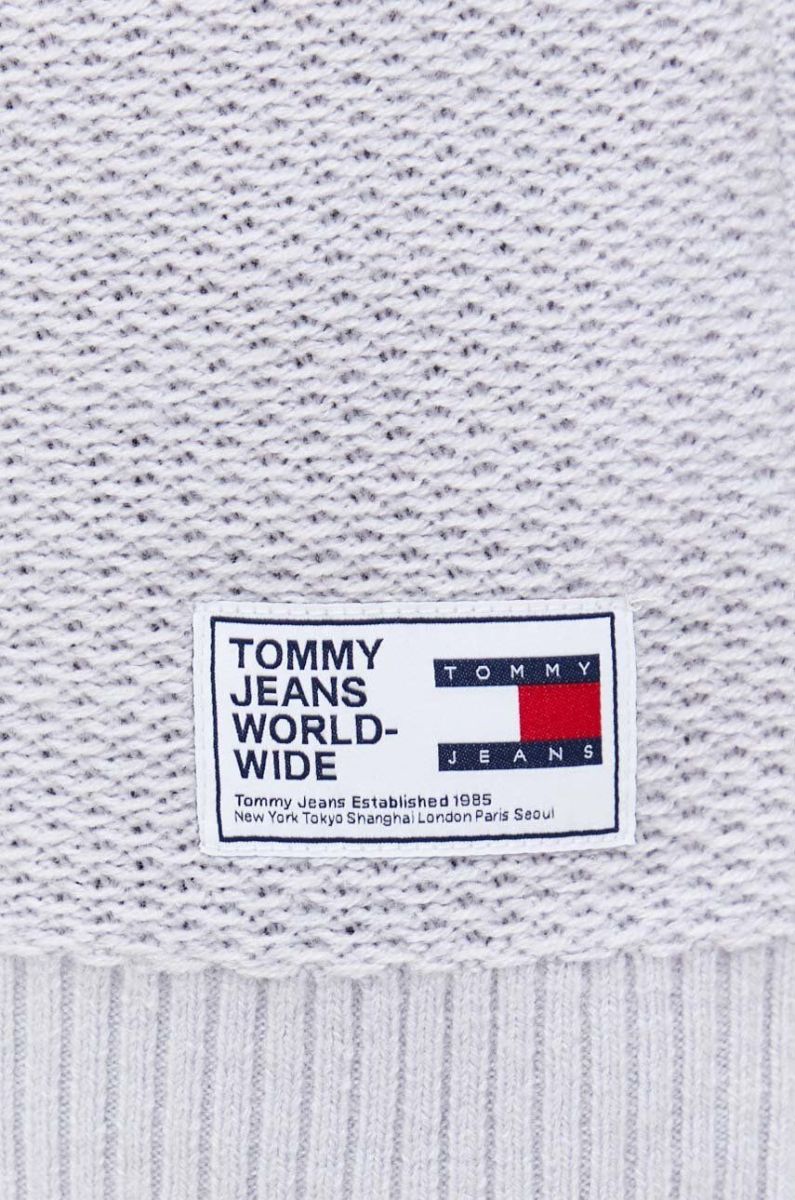 TOMMY
JEANS
WORLD-
WIDE
TOMMY
JEANS
Tommy Jeans Established 1985
New York Tokyo Shanghai London Paris Seoul